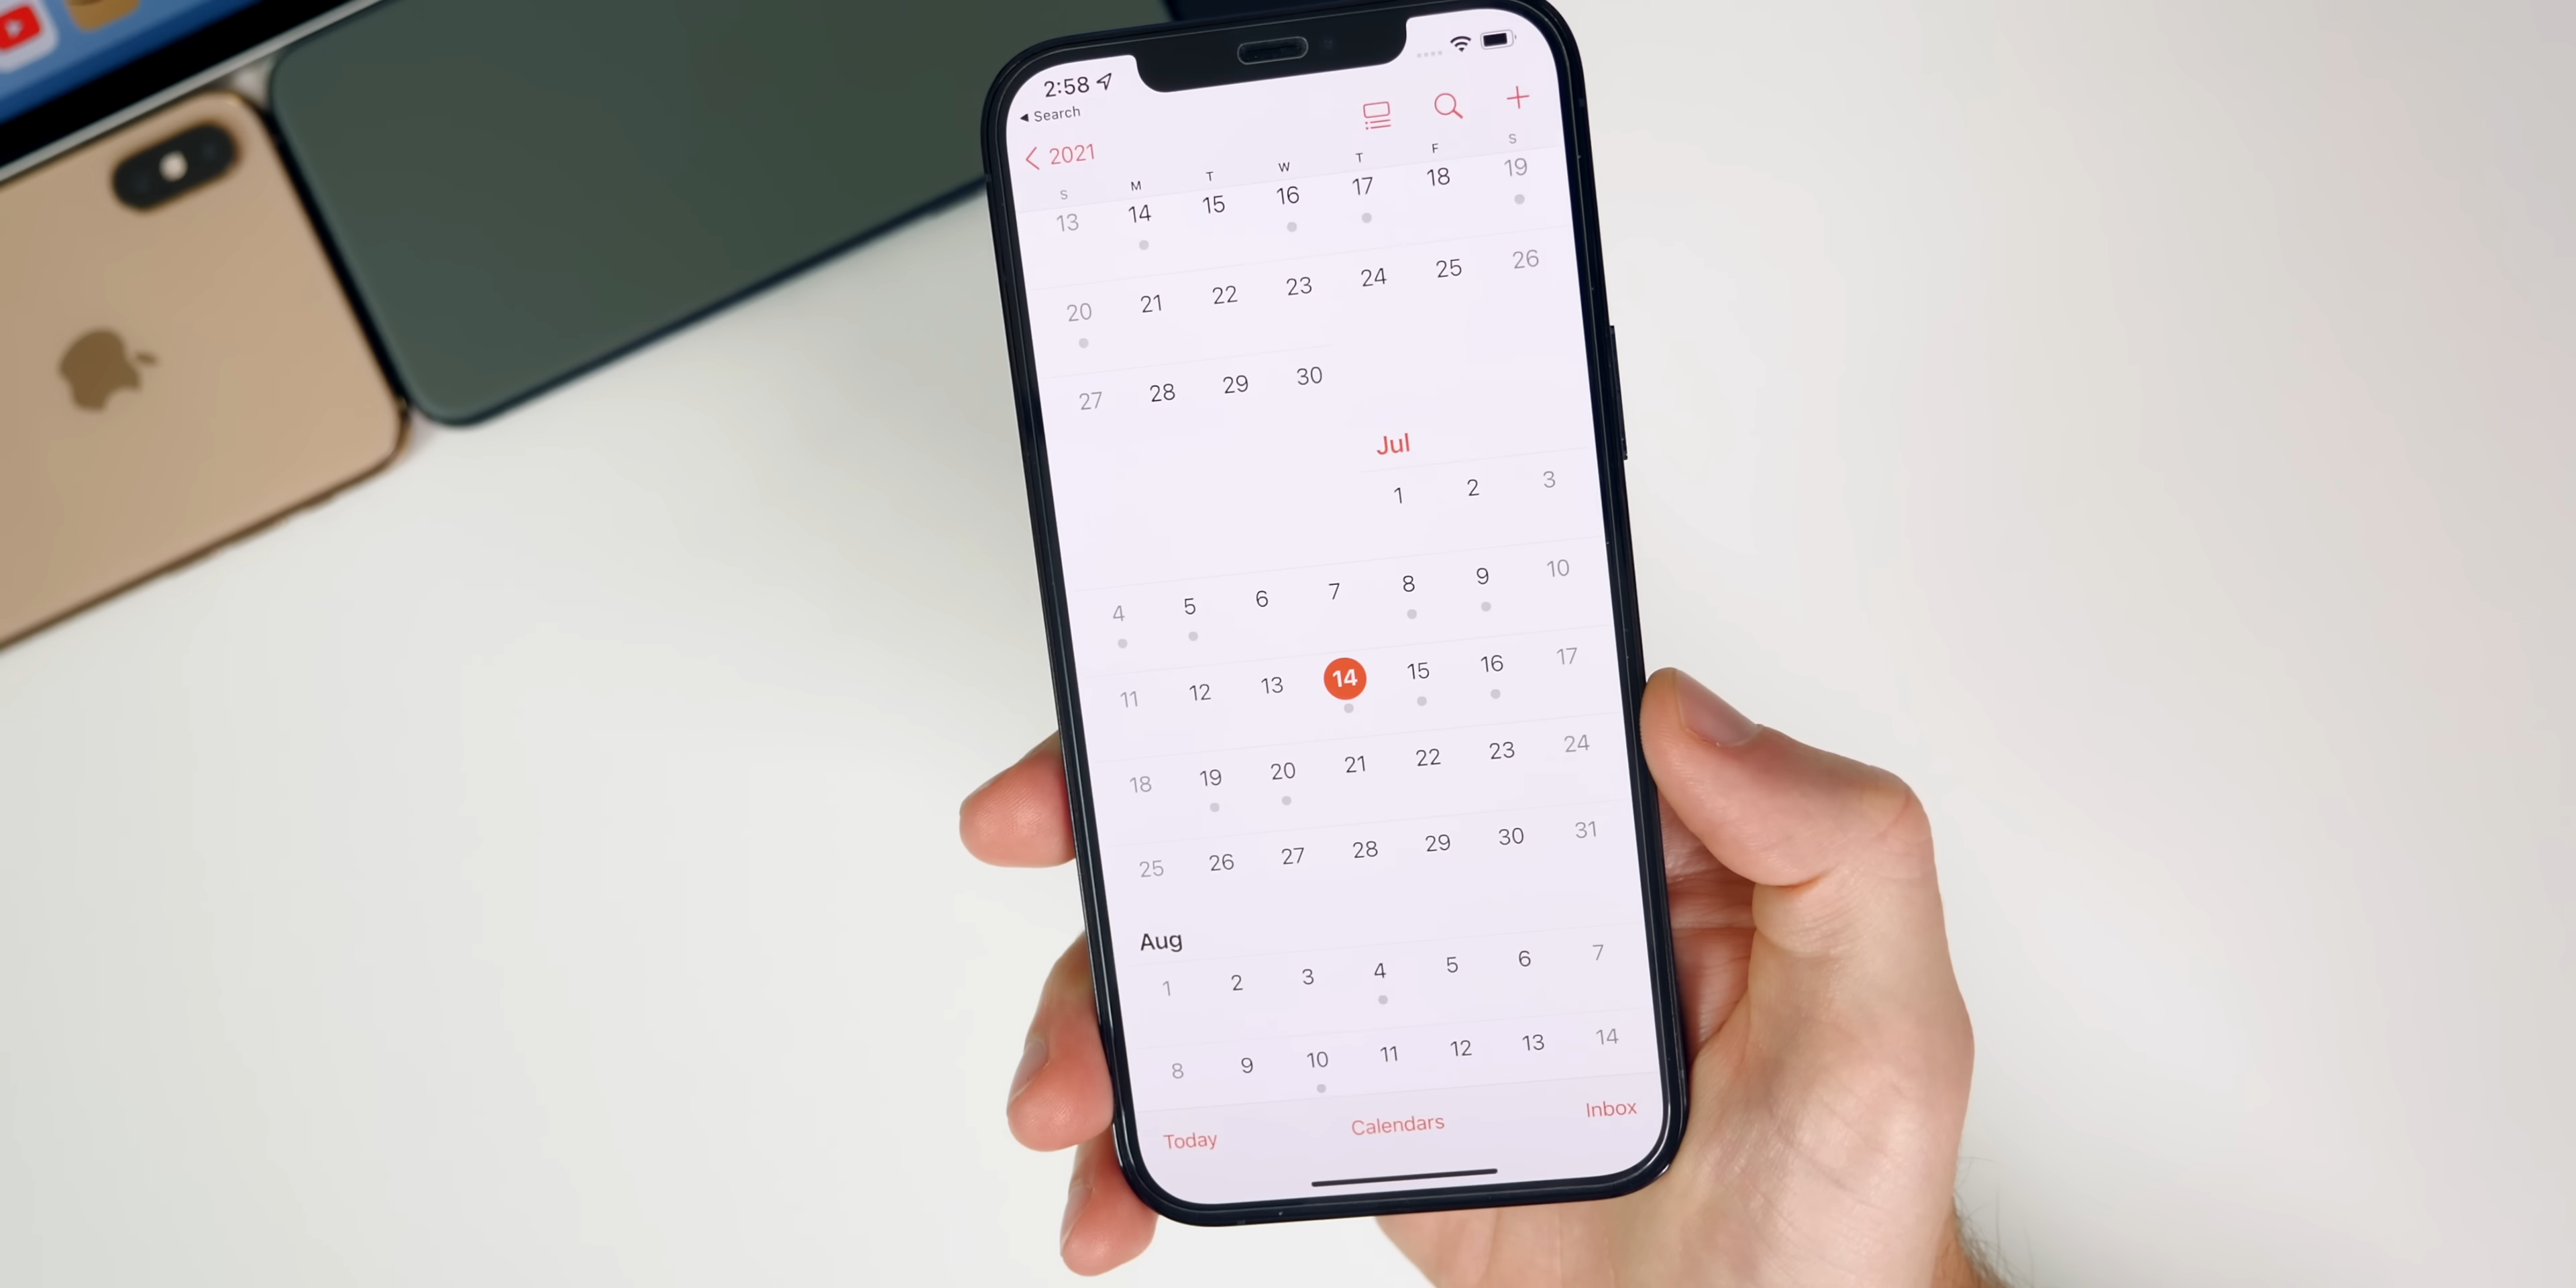 2:58
◀ Search
2021
S M T W T F S
13 14 15 16 17 18 19
20 21 22 23 24 25 26
27 28 29 30
Jul
1 2 3
4 5 6 7 8 9 10
11 12 13 14 15 16 17
18 19 20 21 22 23 24
25 26 27 28 29 30 31
Aug
1 2 3 4 5 6 7
8 9 10 11 12 13 14
Today Calendars Inbox